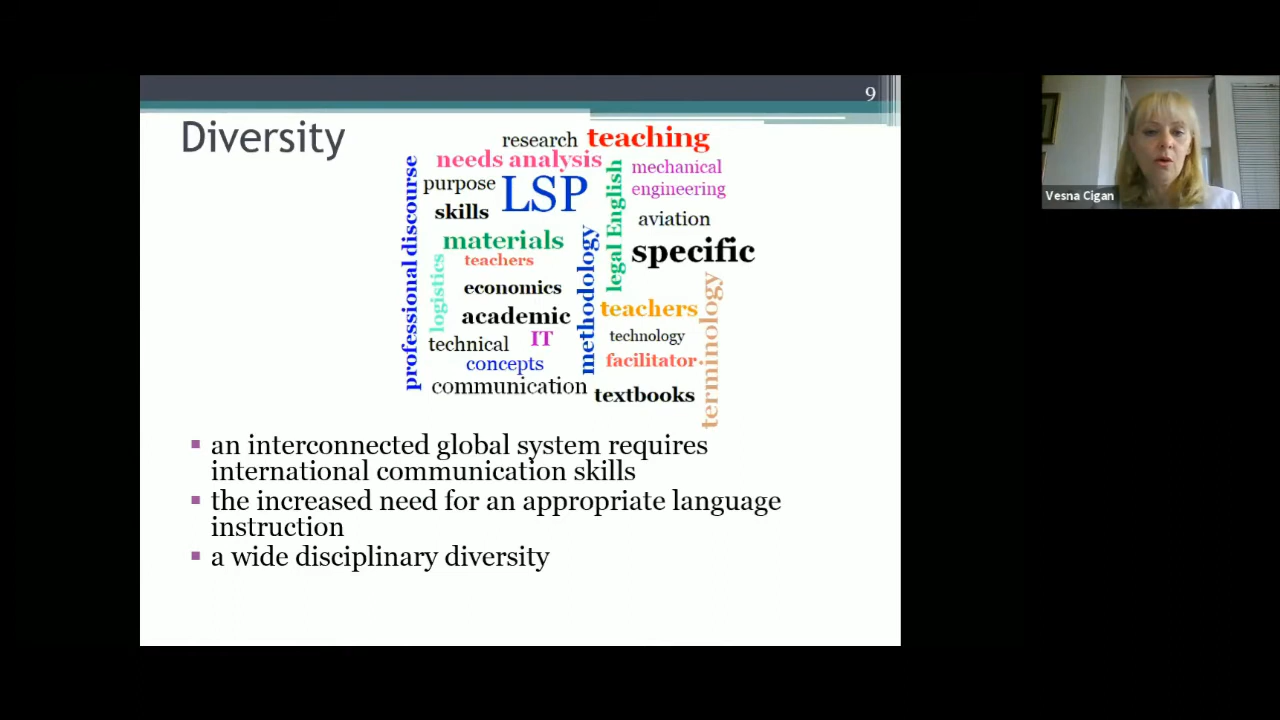 9
Diversity
research teaching
needs analysis
mechanical
engineering
purpose LSP
skills
legal English
aviation
professional discourse
materials
specific
teachers
logistics
methodology
economics
teachers
terminology
academic
technology
technical IT
facilitator
concepts
communication
textbooks
an interconnected global system requires
international communication skills
the increased need for an appropriate language
instruction
a wide disciplinary diversity
Vesna Cigan